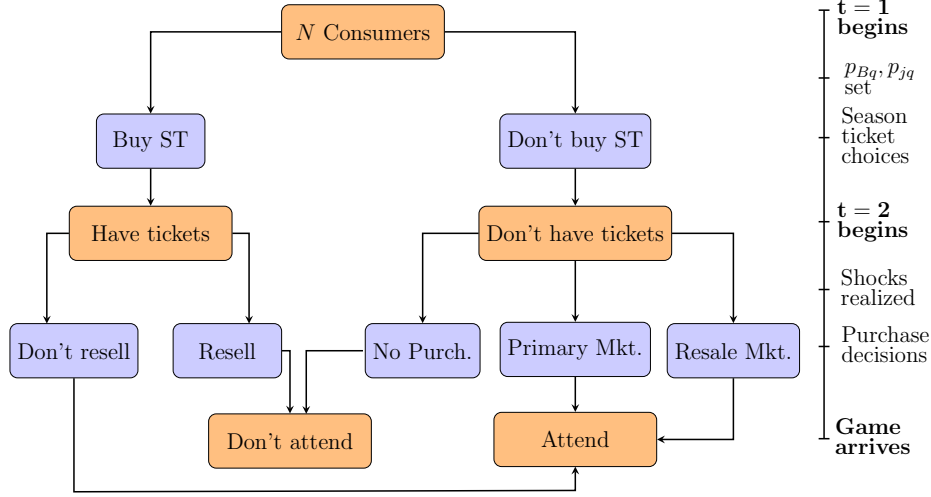 N Consumers
t = 1
begins
p_{Bq}, p_{jq}
set
Buy ST
Don't buy ST
Season
ticket
choices
Have tickets
Don't have tickets
t = 2
begins
Shocks
realized
Don't resell
Resell
No Purch.
Primary Mkt.
Resale Mkt.
Purchase
decisions
Don't attend
Attend
Game
arrives